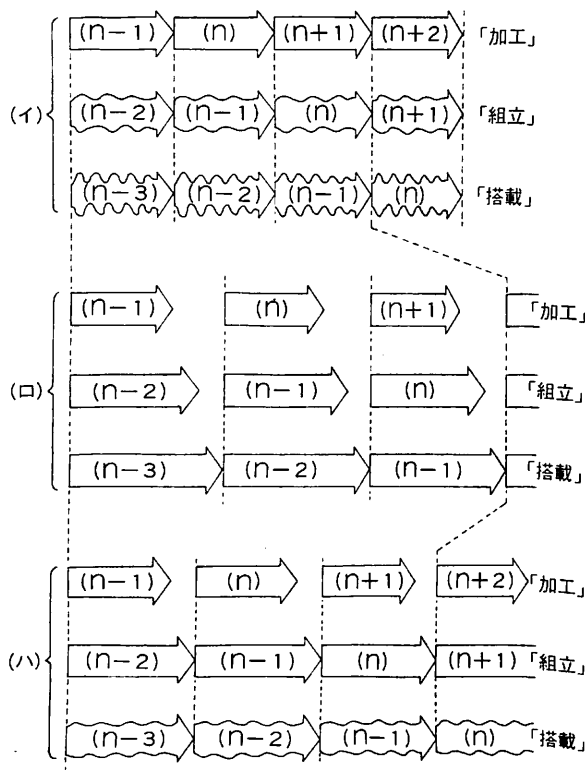 (n−1) (n) (n+1) (n+2) 「加工」
(イ) (n−2) (n−1) (n) (n+1) 「組立」
(n−3) (n−2) (n−1) (n) 「搭載」
(n−1) (n) (n+1) 「加工」
(ロ) (n−2) (n−1) (n) 「組立」
(n−3) (n−2) (n−1) 「搭載」
(n−1) (n) (n+1) (n+2) 「加工」
(ハ) (n−2) (n−1) (n) (n+1) 「組立」
(n−3) (n−2) (n−1) (n) 「搭載」